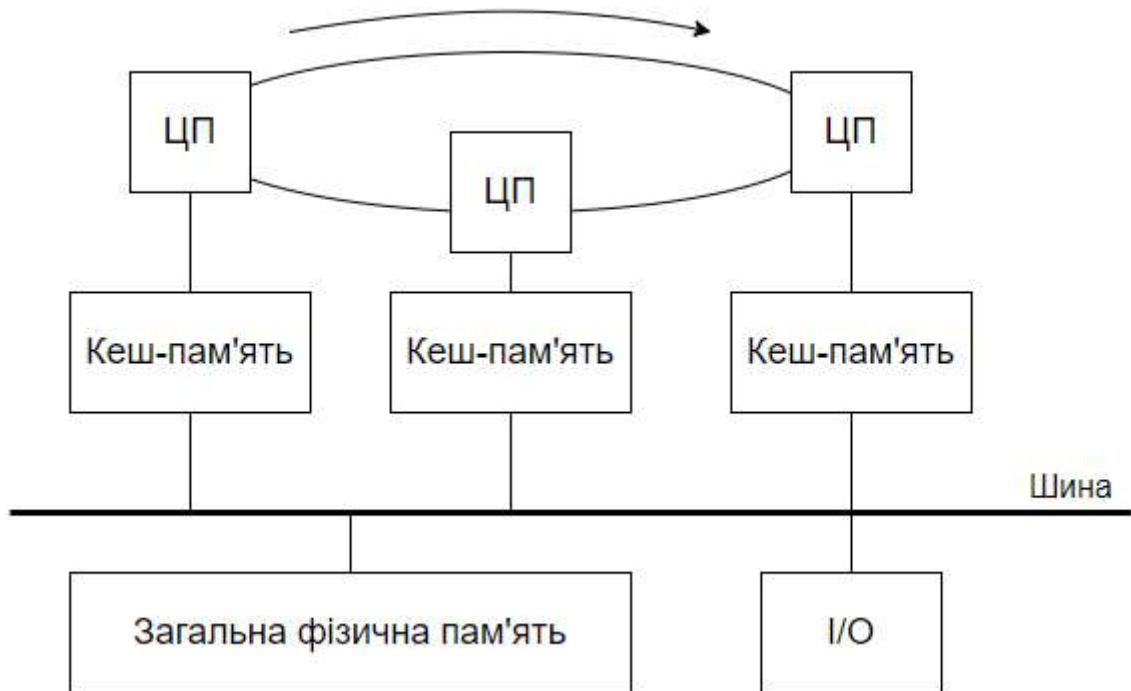 ЦП
ЦП
ЦП
Кеш-пам'ять
Кеш-пам'ять
Кеш-пам'ять
Шина
Загальна фізична пам'ять
I/O